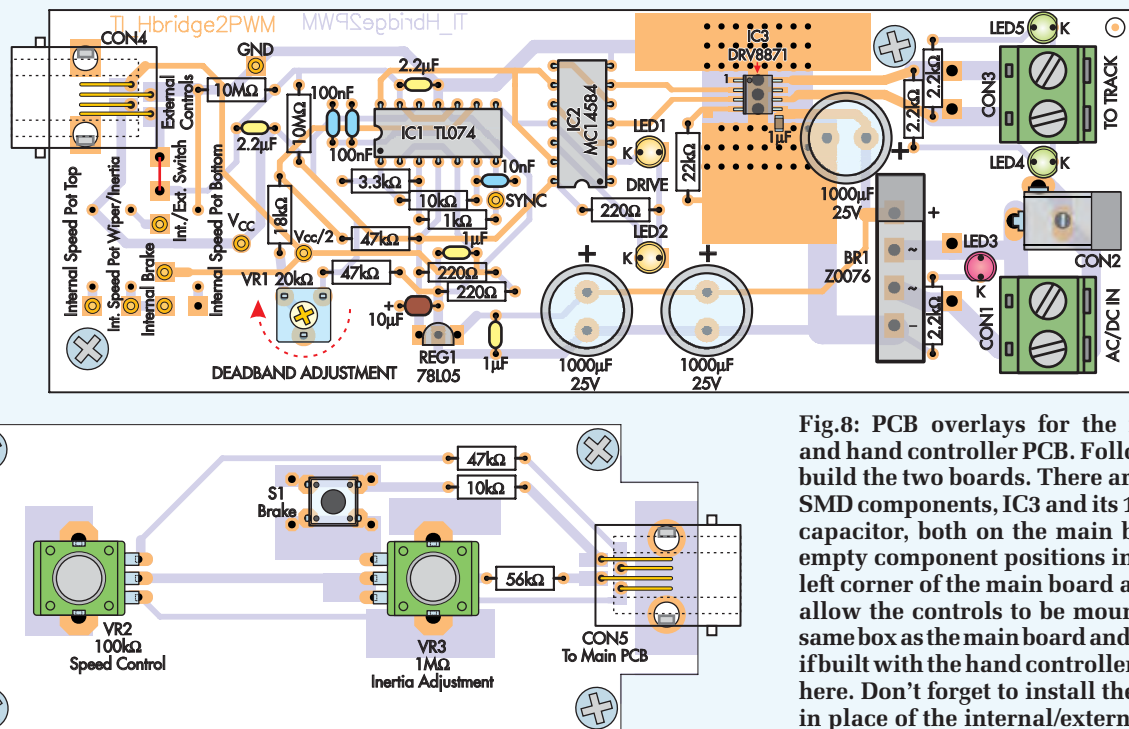 TI_Hbridge2PWM
TI_Hbridge2PWM
CON4
GND
External
Controls
10MΩ
2.2µF
10MΩ
100nF
100nF
2.2µF
IC1 TL074
IC2
MC14584
IC3
DRV8871
1
1µF
LED1
K
DRIVE
LED2
K
22kΩ
220Ω
10nF
SYNC
3.3kΩ
10kΩ
1kΩ
47kΩ
1µF
220Ω
220Ω
47kΩ
18kΩ
Vcc
Vcc/2
VR1 20kΩ
DEADBAND ADJUSTMENT
10µF
+
REG1
78L05
1µF
+
1000µF
25V
+
1000µF
25V
+
1000µF
25V
2.2kΩ
2.2kΩ
LED5
K
CON3
TO TRACK
LED4
K
CON2
BR1
Z0076
+
~
~
–
LED3
K
2.2kΩ
CON1
AC/DC IN
Internal Speed Pot Top
Int. Speed Pot Wiper/Inertia
Internal Brake
Int/Ext. Switch
Internal Speed Pot Bottom
S1
Brake
47kΩ
10kΩ
56kΩ
VR2
100kΩ
Speed Control
VR3
1MΩ
Inertia Adjustment
CON5
To Main PCB
Fig.8: PCB overlays for the
and hand controller PCB. Follo
build the two boards. There ar
SMD components, IC3 and its 1
capacitor, both on the main b
empty component positions in
left corner of the main board a
allow the controls to be moun
same box as the main board and
if built with the hand controller
here. Don't forget to install the
in place of the internal/extern